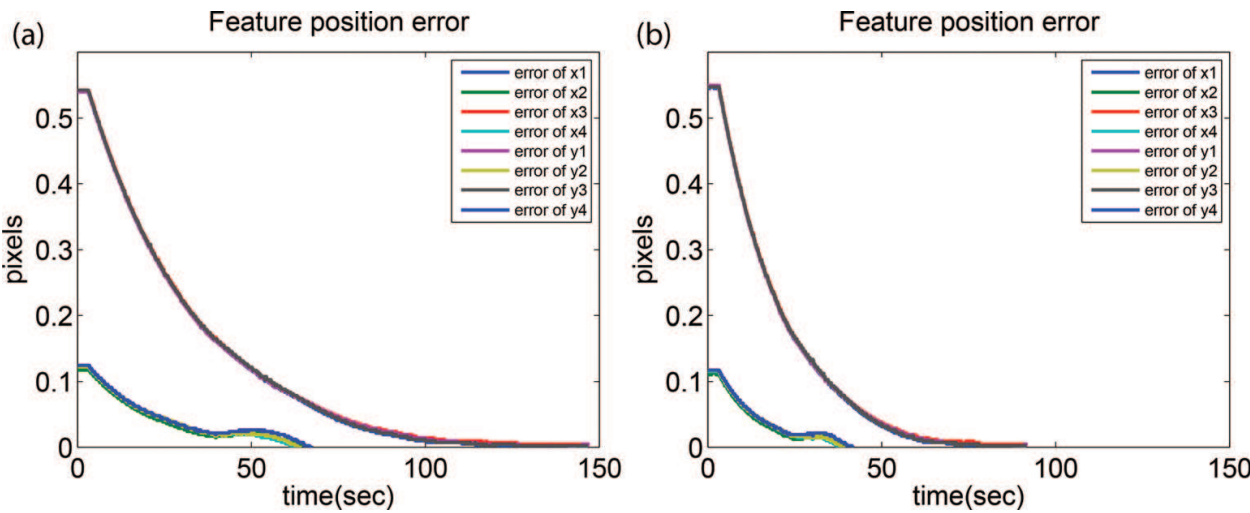 (a)
Feature position error
error of x1
error of x2
error of x3
error of x4
error of y1
error of y2
error of y3
error of y4
0.5
0.4
0.3
0.2
0.1
0
pixels
0 50 100 150
time(sec)
(b)
Feature position error
error of x1
error of x2
error of x3
error of x4
error of y1
error of y2
error of y3
error of y4
0.5
0.4
0.3
0.2
0.1
0
pixels
0 50 100 150
time(sec)